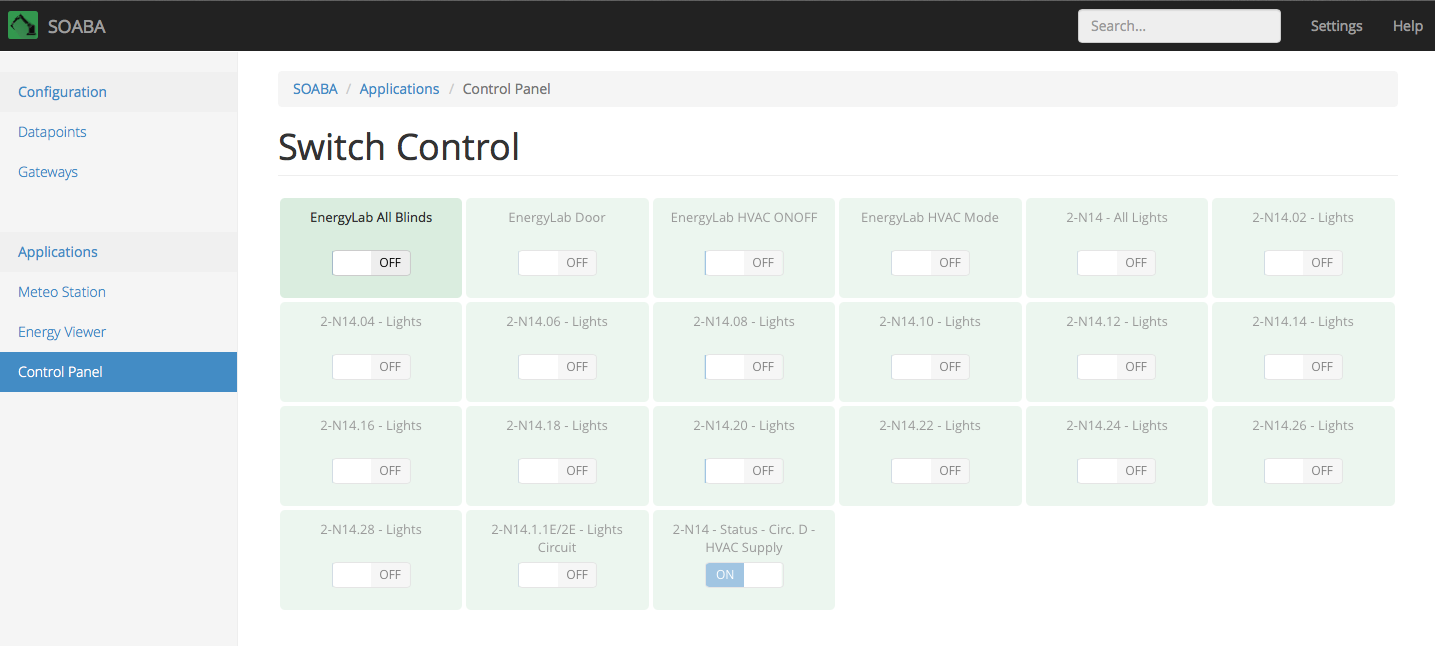 SOABA
Search...
Settings
Help
Configuration
Datapoints
Gateways
Applications
Meteo Station
Energy Viewer
Control Panel
SOABA / Applications / Control Panel
Switch Control
EnergyLab All Blinds
OFF
EnergyLab Door
OFF
EnergyLab HVAC ONOFF
OFF
EnergyLab HVAC Mode
OFF
2-N14 - All Lights
OFF
2-N14.02 - Lights
OFF
2-N14.04 - Lights
OFF
2-N14.06 - Lights
OFF
2-N14.08 - Lights
OFF
2-N14.10 - Lights
OFF
2-N14.12 - Lights
OFF
2-N14.14 - Lights
OFF
2-N14.16 - Lights
OFF
2-N14.18 - Lights
OFF
2-N14.20 - Lights
OFF
2-N14.22 - Lights
OFF
2-N14.24 - Lights
OFF
2-N14.26 - Lights
OFF
2-N14.28 - Lights
OFF
2-N14.1.1E/2E - Lights
Circuit
OFF
2-N14 - Status - Circ. D -
HVAC Supply
ON